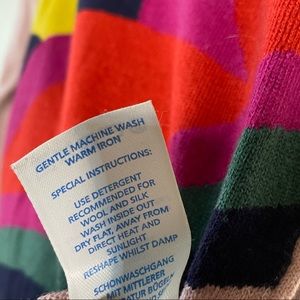 GENTLE MACHINE WASH
WARM IRON
SPECIAL INSTRUCTIONS:
USE DETERGENT
RECOMMENDED FOR
WOOL AND SILK
WASH INSIDE OUT
DRY FLAT, AWAY FROM
DIRECT HEAT AND
SUNLIGHT
RESHAPE WHILST DAMP
SCHONWASCHGANG
MIT MITTLERER